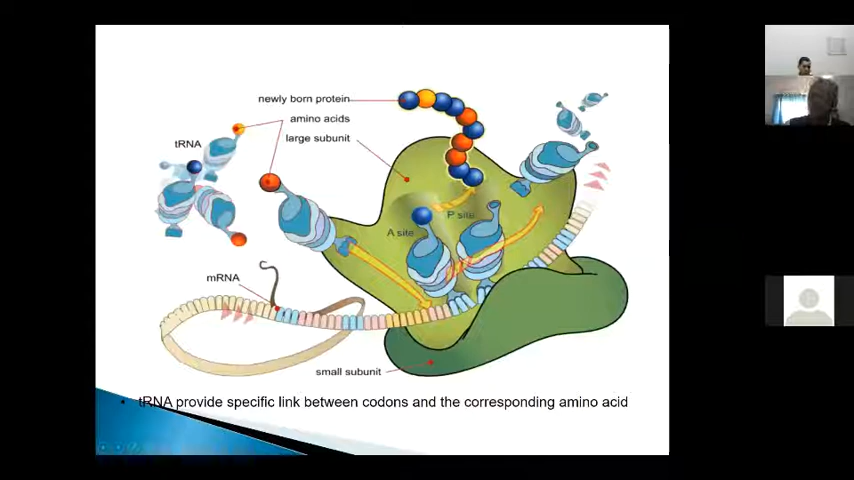 newly born protein
amino acids
large subunit
tRNA
P site
A site
mRNA
small subunit
tRNA provide specific link between codons and the corresponding amino acid